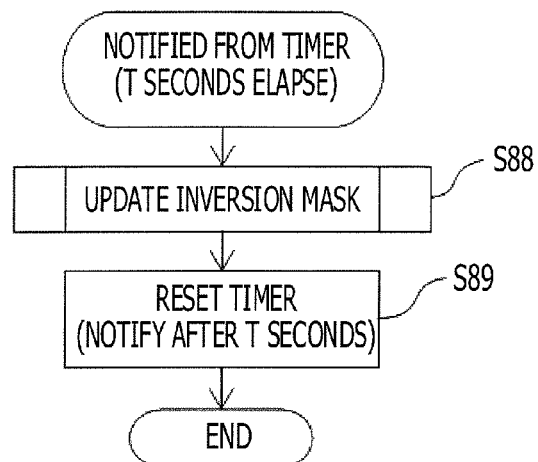 NOTIFIED FROM TIMER
(T SECONDS ELAPSE)
S88
UPDATE INVERSION MASK
S89
RESET TIMER
(NOTIFY AFTER T SECONDS)
END